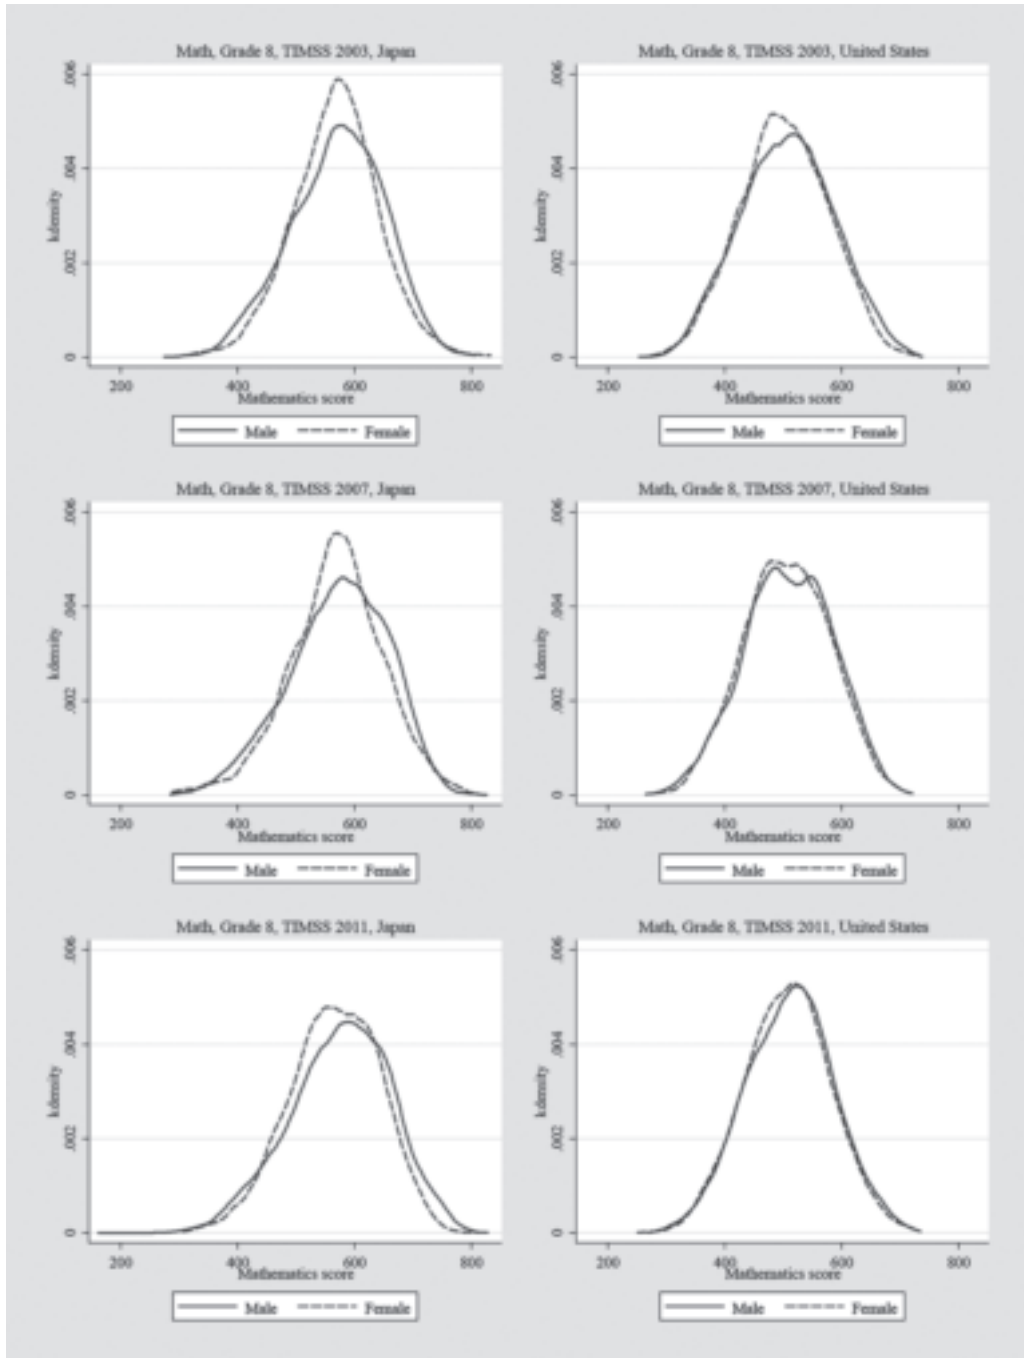 Math, Grade 8, TIMSS 2003, Japan
.006
.004
.002
0
kdensity
200 400 600 800
Mathematics score
Male Female
Math, Grade 8, TIMSS 2003, United States
.006
.004
.002
0
kdensity
200 400 600 800
Mathematics score
Male Female
Math, Grade 8, TIMSS 2007, Japan
.006
.004
.002
0
kdensity
200 400 600 800
Mathematics score
Male Female
Math, Grade 8, TIMSS 2007, United States
.006
.004
.002
0
kdensity
200 400 600 800
Mathematics score
Male Female
Math, Grade 8, TIMSS 2011, Japan
.006
.004
.002
0
kdensity
200 400 600 800
Mathematics score
Male Female
Math, Grade 8, TIMSS 2011, United States
.006
.004
.002
0
kdensity
200 400 600 800
Mathematics score
Male Female